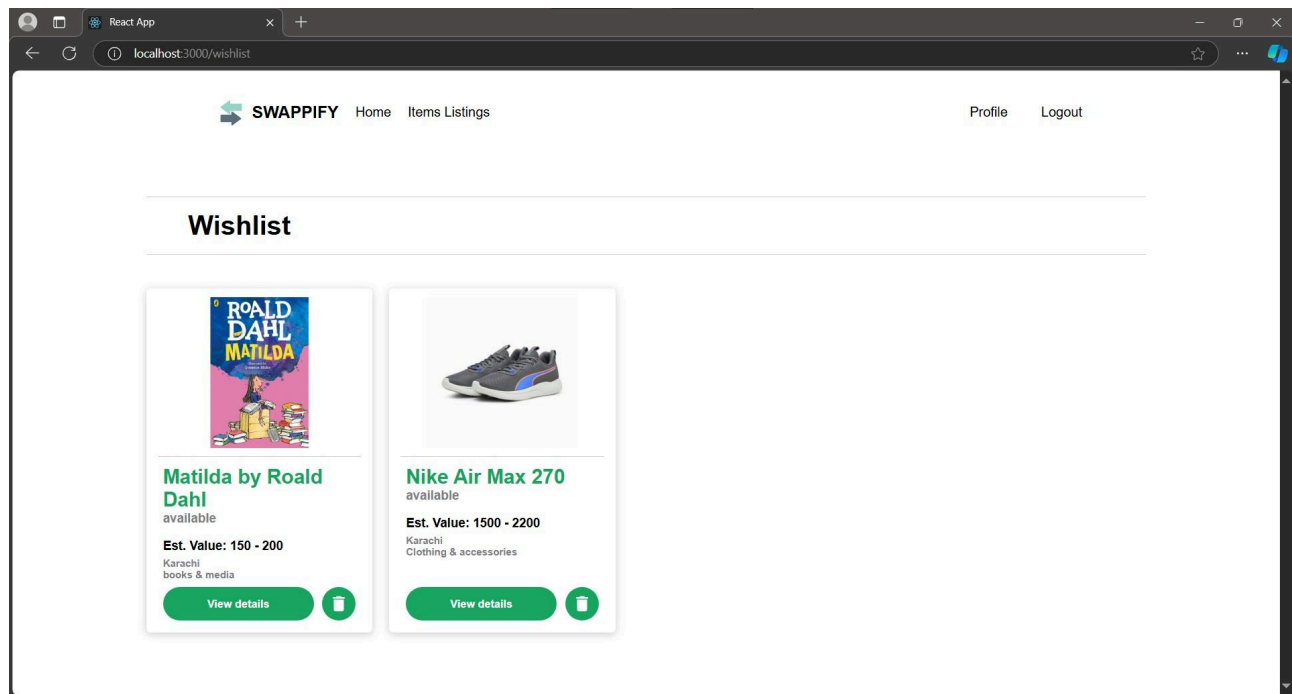 React App
localhost:3000/wishlist
SWAPPIFY Home Items Listings Profile Logout
Wishlist
ROALD
DAHL
MATILDA
Matilda by Roald
Dahl
available
Est. Value: 150 - 200
Karachi
books & media
View details
Nike Air Max 270
available
Est. Value: 1500 - 2200
Karachi
Clothing & accessories
View details